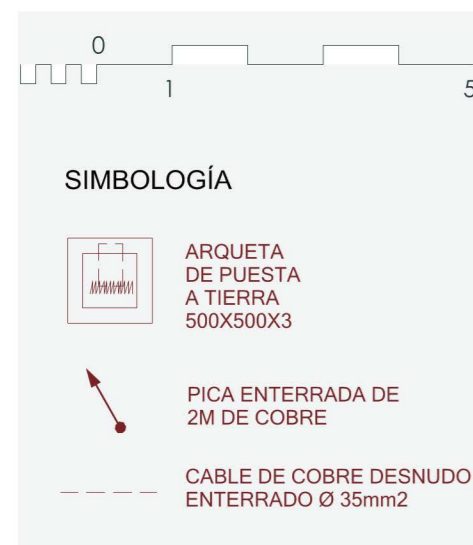 0
1 5
SIMBOLOGÍA
ARQUETA
DE PUESTA
A TIERRA
500X500X3
PICA ENTERRADA DE
2M DE COBRE
CABLE DE COBRE DESNUDO
ENTERRADO Ø 35mm2